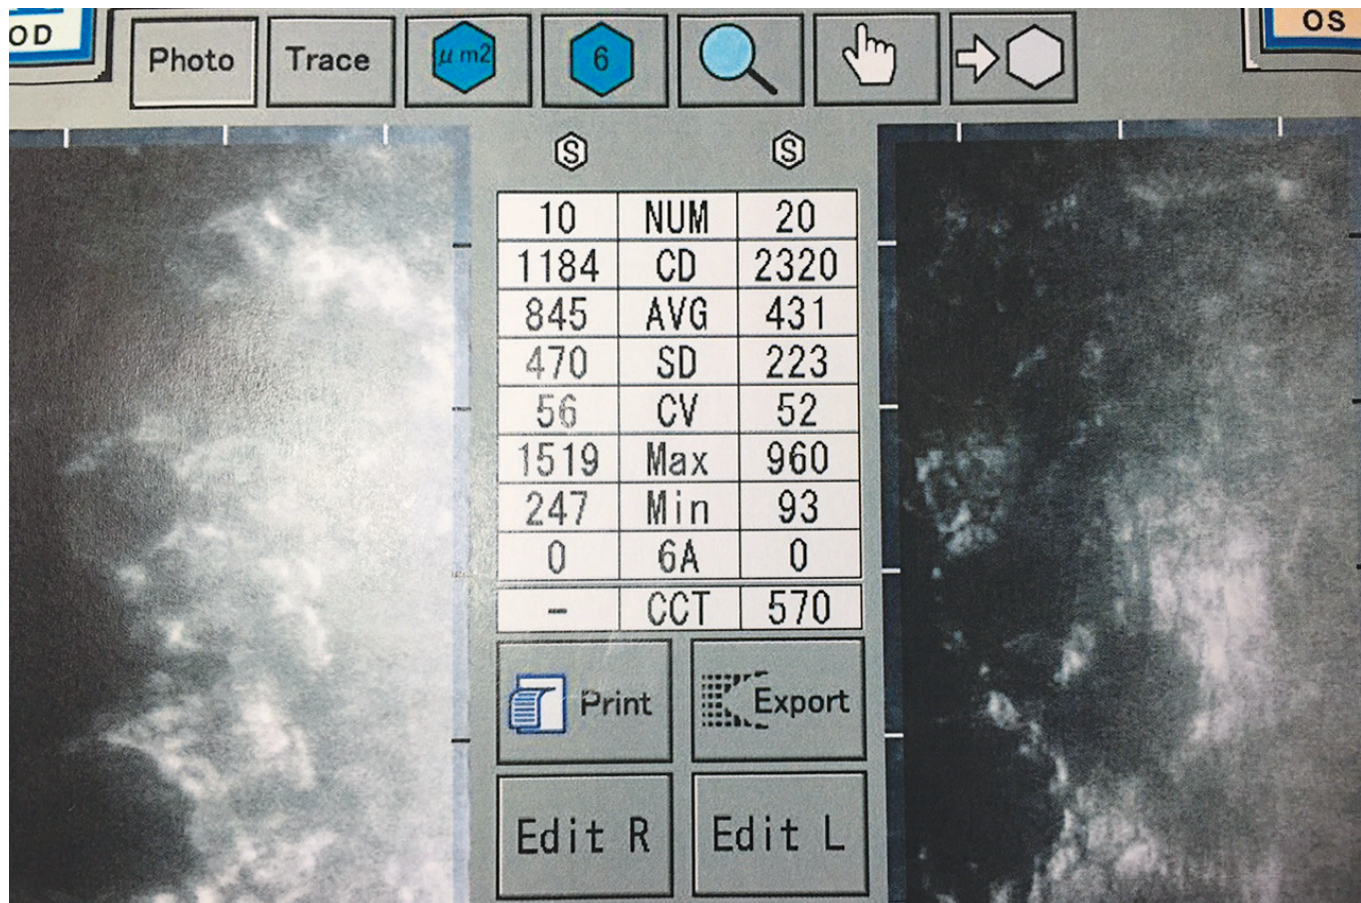 OD
Photo Trace μm2 6
OS
S S
10 NUM 20
1184 CD 2320
845 AVG 431
470 SD 223
56 CV 52
1519 Max 960
247 Min 93
0 6A 0
- CCT 570
Print Export
Edit R Edit L